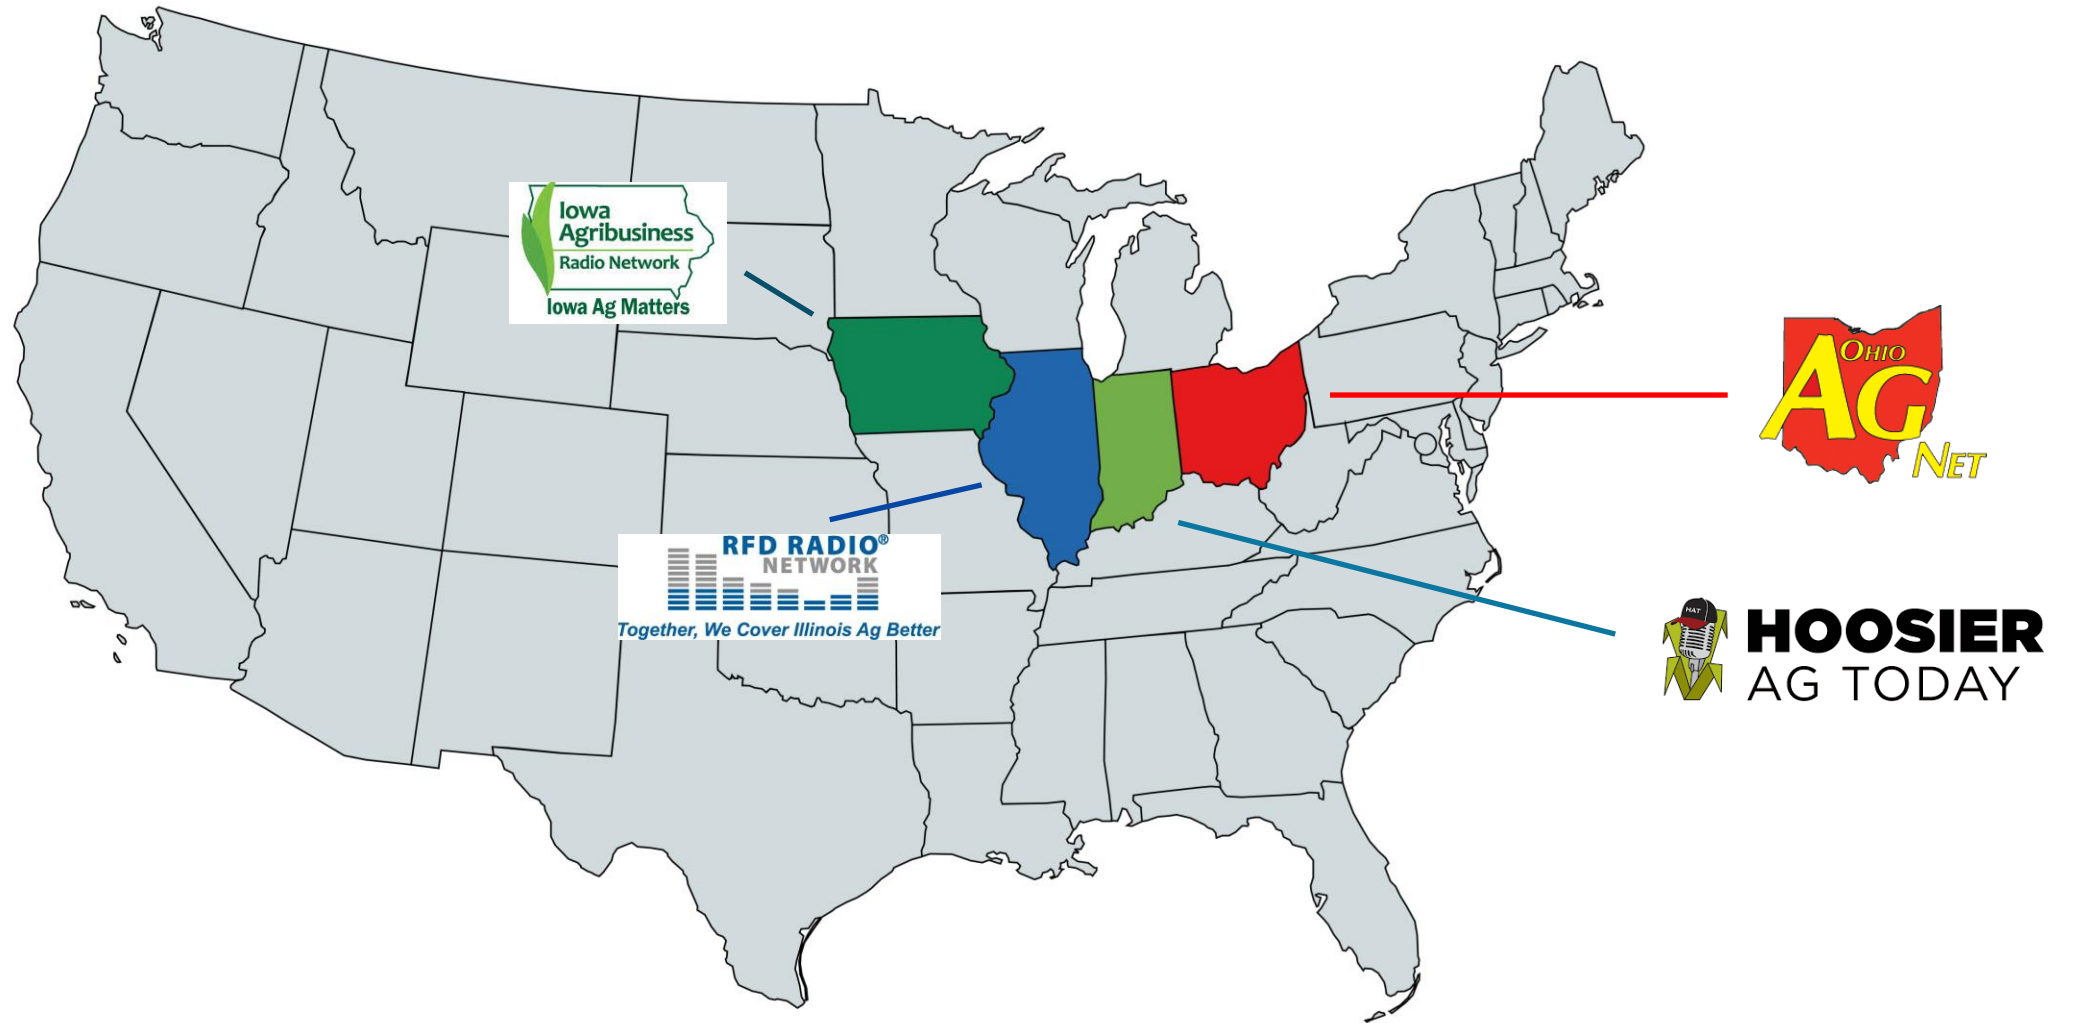 Iowa
Agribusiness
Radio Network
Iowa Ag Matters
OHIO
AG
NET
RFD RADIO®
NETWORK
Together, We Cover Illinois Ag Better
HAT
HOOSIER
AG TODAY